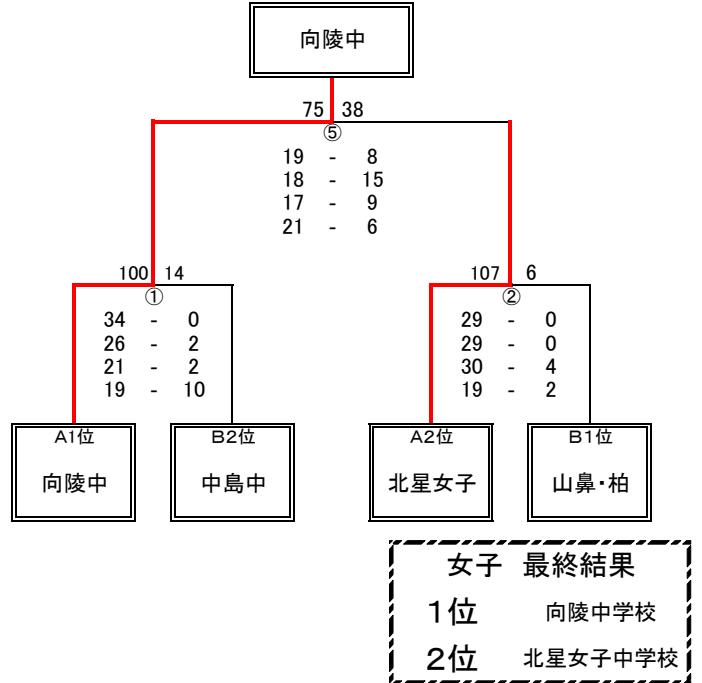 向陵中
75 38
⑤
19 - 8
18 - 15
17 - 9
21 - 6
100 14
①
34 - 0
26 - 2
21 - 2
19 - 10
107 6
②
29 - 0
29 - 0
30 - 4
19 - 2
A1位
向陵中
B2位
中島中
A2位
北星女子
B1位
山鼻・柏
女子 最終結果
1位 向陵中学校
2位 北星女子中学校